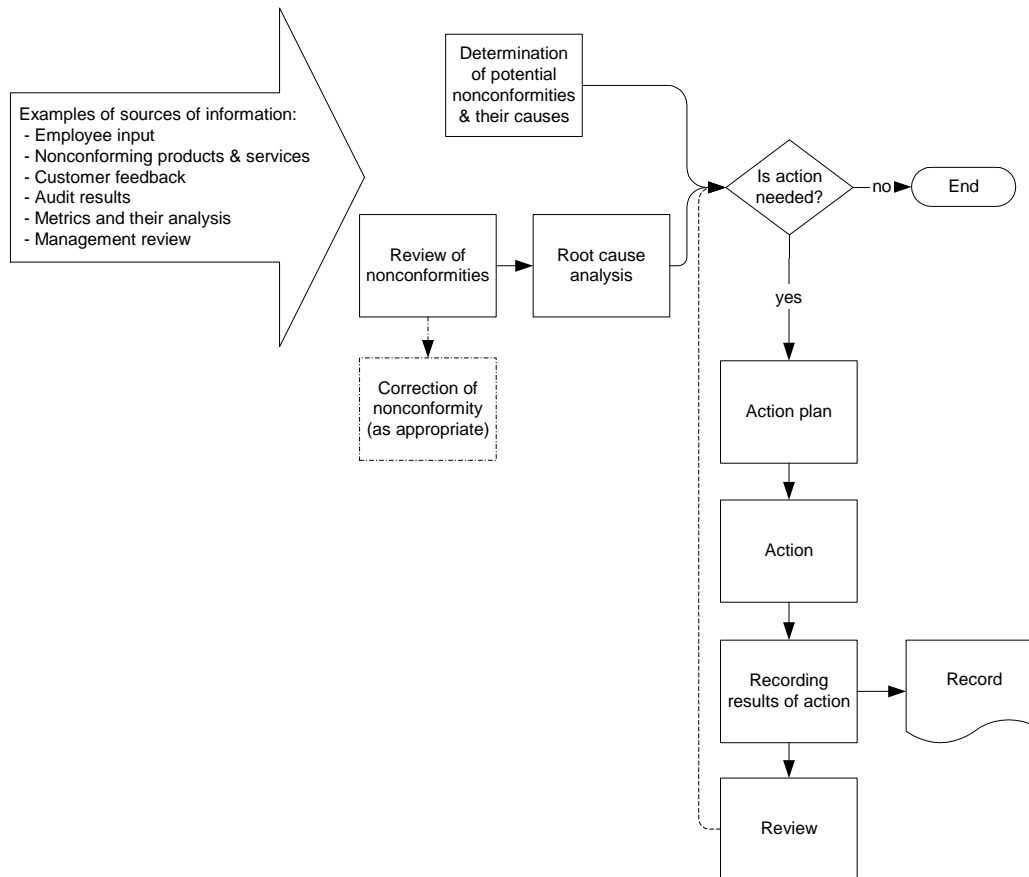 Examples of sources of information:
- Employee input
- Nonconforming products & services
- Customer feedback
- Audit results
- Metrics and their analysis
- Management review
Determination
of potential
nonconformities
& their causes
Review of
nonconformities
Root cause
analysis
Correction of
nonconformity
(as appropriate)
Is action
needed?
no
End
yes
Action plan
Action
Recording
results of action
Record
Review